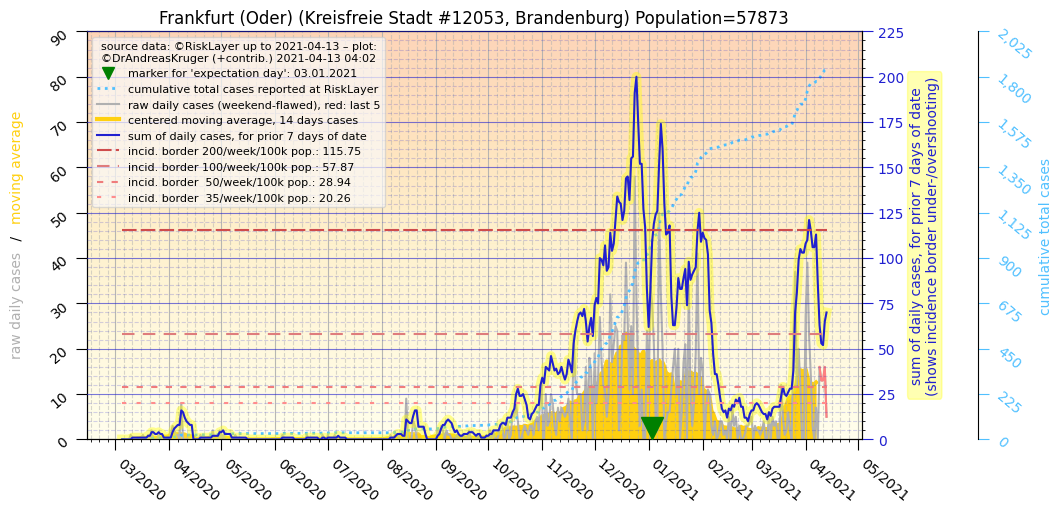 Frankfurt (Oder) (Kreisfreie Stadt #12053, Brandenburg) Population=57873
source data: ©RiskLayer up to 2021-04-13 – plot:
©DrAndreasKruger (+contrib.) 2021-04-13 04:02
marker for 'expectation day': 03.01.2021
cumulative total cases reported at RiskLayer
raw daily cases (weekend-flawed), red: last 5
centered moving average, 14 days cases
sum of daily cases, for prior 7 days of date
incid. border 200/week/100k pop.: 115.75
incid. border 100/week/100k pop.: 57.87
incid. border  50/week/100k pop.: 28.94
incid. border  35/week/100k pop.: 20.26
raw daily cases / moving average
90
80
70
60
50
40
30
20
10
0
225
200
175
150
125
100
75
50
25
0
sum of daily cases, for prior 7 days of date
(shows incidence border under-/overshooting)
2,025
1,800
1,575
1,350
1,125
900
675
450
225
0
cumulative total cases
03/2020
04/2020
05/2020
06/2020
07/2020
08/2020
09/2020
10/2020
11/2020
12/2020
01/2021
02/2021
03/2021
04/2021
05/2021